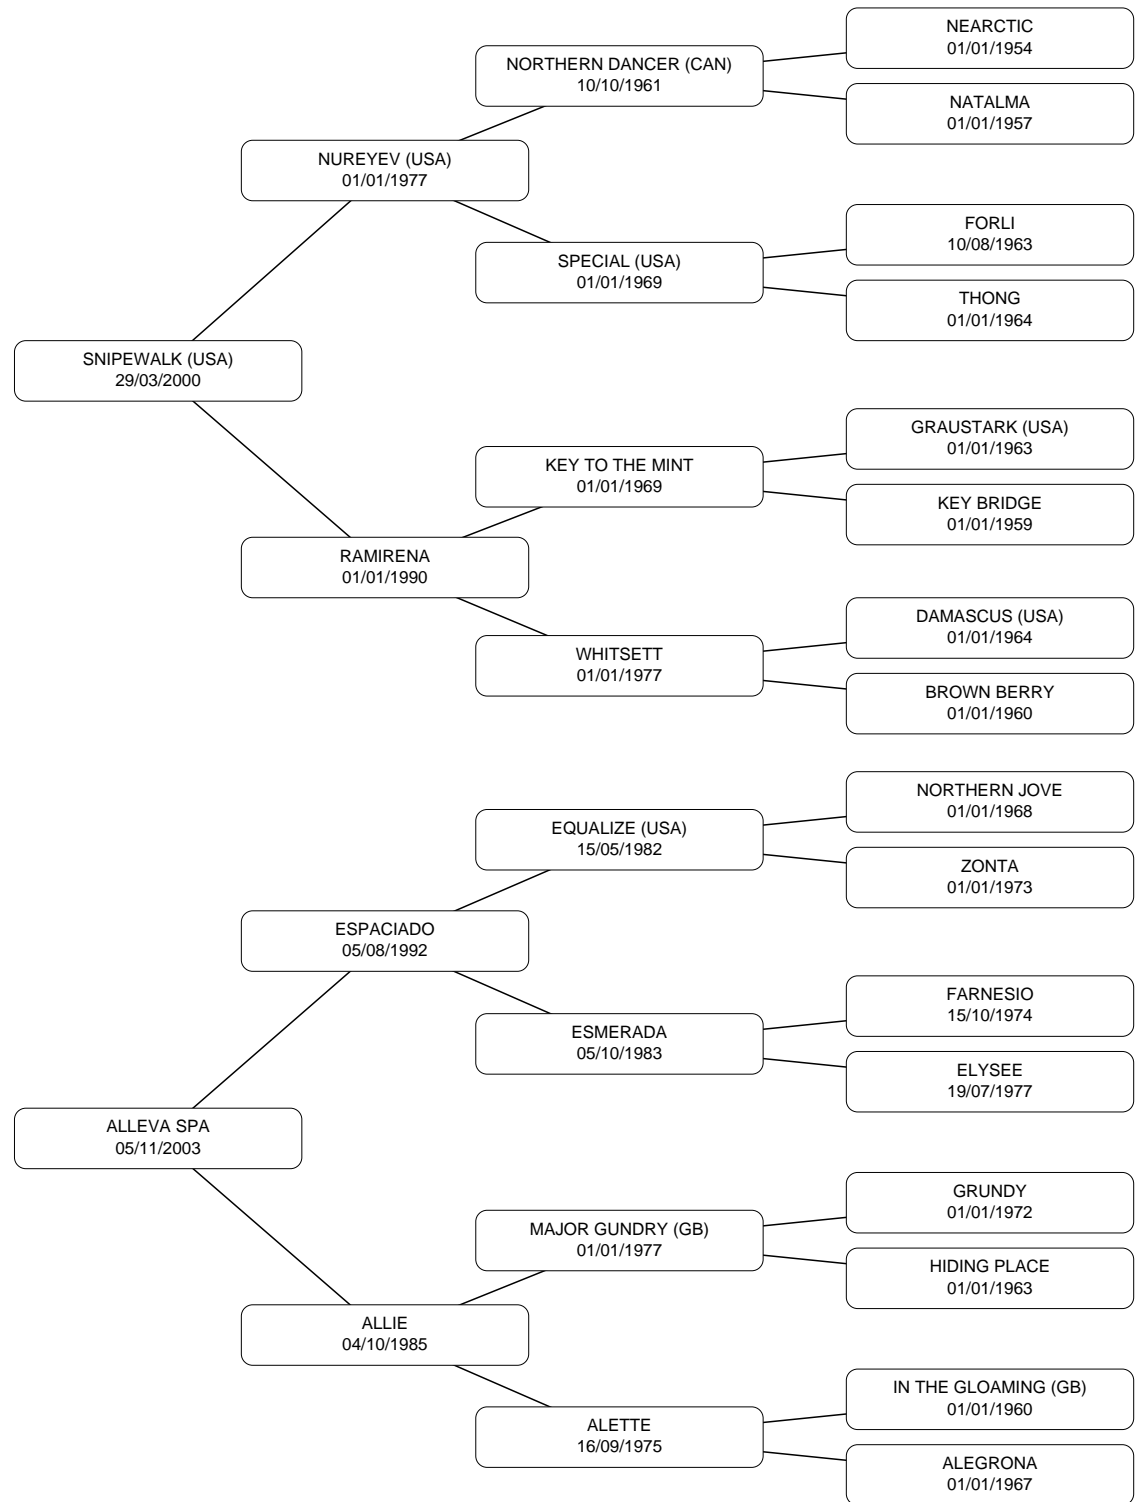 NEARCTIC
01/01/1954
NORTHERN DANCER (CAN)
10/10/1961
NATALMA
01/01/1957
NUREYEV (USA)
01/01/1977
FORLI
10/08/1963
SPECIAL (USA)
01/01/1969
THONG
01/01/1964
SNIPEWALK (USA)
29/03/2000
GRAUSTARK (USA)
01/01/1963
KEY TO THE MINT
01/01/1969
KEY BRIDGE
01/01/1959
RAMIRENA
01/01/1990
DAMASCUS (USA)
01/01/1964
WHITSETT
01/01/1977
BROWN BERRY
01/01/1960
NORTHERN JOVE
01/01/1968
EQUALIZE (USA)
15/05/1982
ZONTA
01/01/1973
ESPACIADO
05/08/1992
FARNESIO
15/10/1974
ESMERADA
05/10/1983
ELYSEE
19/07/1977
ALLEVA SPA
05/11/2003
GRUNDY
01/01/1972
MAJOR GUNDRY (GB)
01/01/1977
HIDING PLACE
01/01/1963
ALLIE
04/10/1985
IN THE GLOAMING (GB)
01/01/1960
ALETTE
16/09/1975
ALEGRONA
01/01/1967